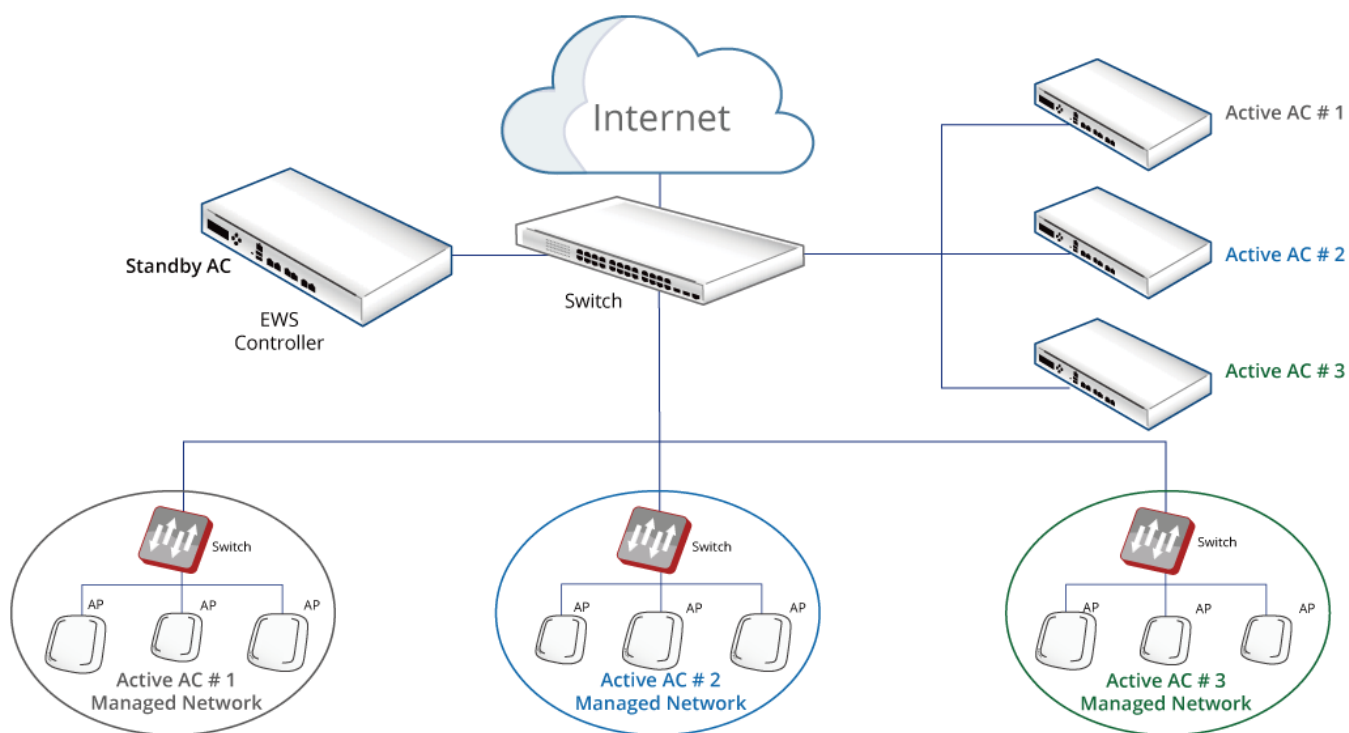 Internet
Active AC # 1
Standby AC
EWS
Controller
Switch
Active AC # 2
Active AC # 3
Switch
AP
AP
AP
Active AC # 1
Managed Network
Switch
AP
AP
AP
Active AC # 2
Managed Network
Switch
AP
AP
AP
Active AC # 3
Managed Network